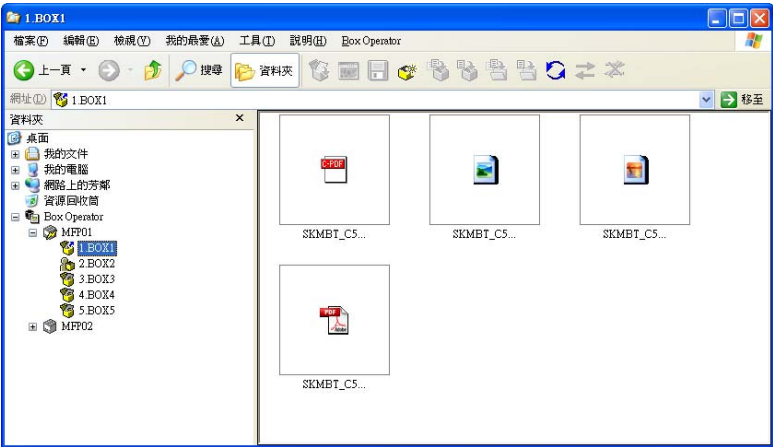 1.BOX1
檔案(F) 編輯(E) 檢視(V) 我的最愛(A) 工具(T) 說明(H) Box Operator
上一頁 搜尋 資料夾
網址(D) 1.BOX1 移至
資料夾 ×
桌面
我的文件
我的電腦
網路上的芳鄰
資源回收筒
Box Operator
MFP01
1.BOX1
2.BOX2
3.BOX3
4.BOX4
5.BOX5
MFP02
C-PDF
SKMBT_C5... SKMBT_C5... SKMBT_C5...
PDF
Adobe
SKMBT_C5...